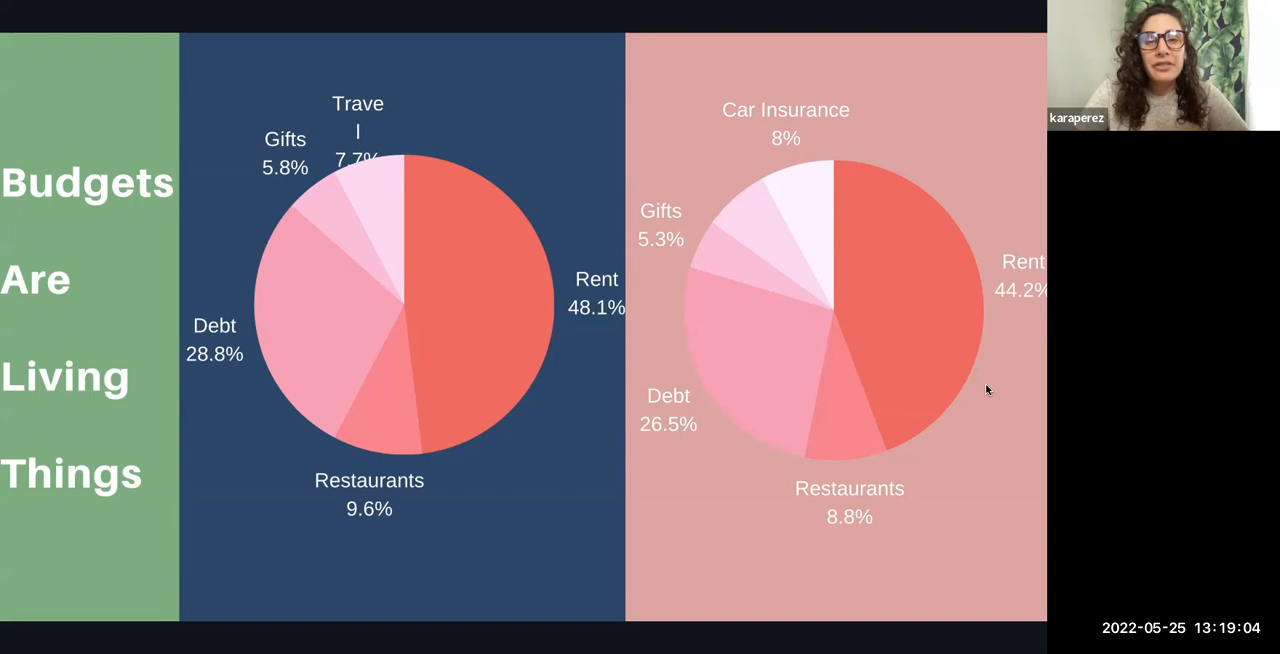 Budgets
Are
Living
Things
Trave
l
7.7%
Gifts
5.8%
Rent
48.1%
Debt
28.8%
Restaurants
9.6%
Car Insurance
8%
Gifts
5.3%
Rent
44.2%
Debt
26.5%
Restaurants
8.8%
karaperez
2022-05-25 13:19:04